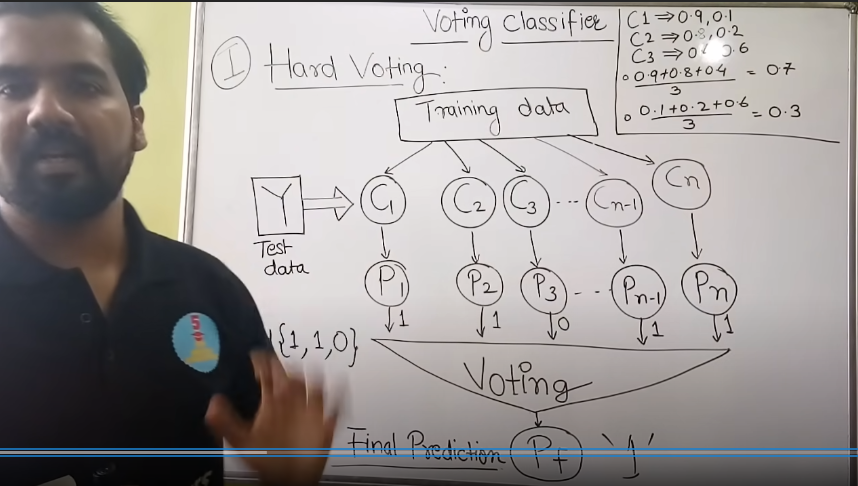 Voting classifier
I Hard Voting:
C1 ⇒ 0.9, 0.1
C2 ⇒ 0.8, 0.2
C3 ⇒ 0.6
0.9+0.8+0.4 / 3 = 0.7
0.1+0.2+0.6 / 3 = 0.3
Training data
Y
Test
data
C1 C2 C3 ... Cn-1 Cn
P1 P2 P3 -- Pn-1 Pn
1 1 0 1 1
{1,1,0}
Voting
Final Prediction Pf '1'